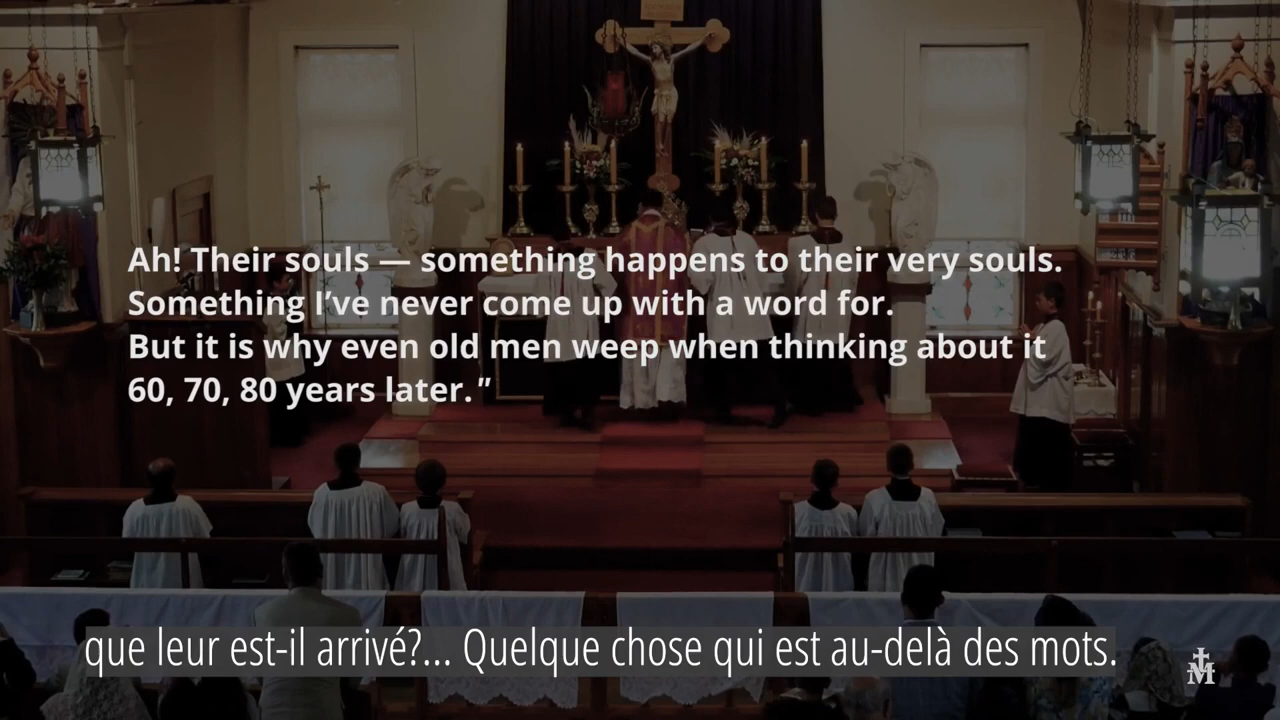 Ah! Their souls — something happens to their very souls.
Something I’ve never come up with a word for.
But it is why even old men weep when thinking about it
60, 70, 80 years later.”
que leur est-il arrivé?... Quelque chose qui est au-delà des mots.